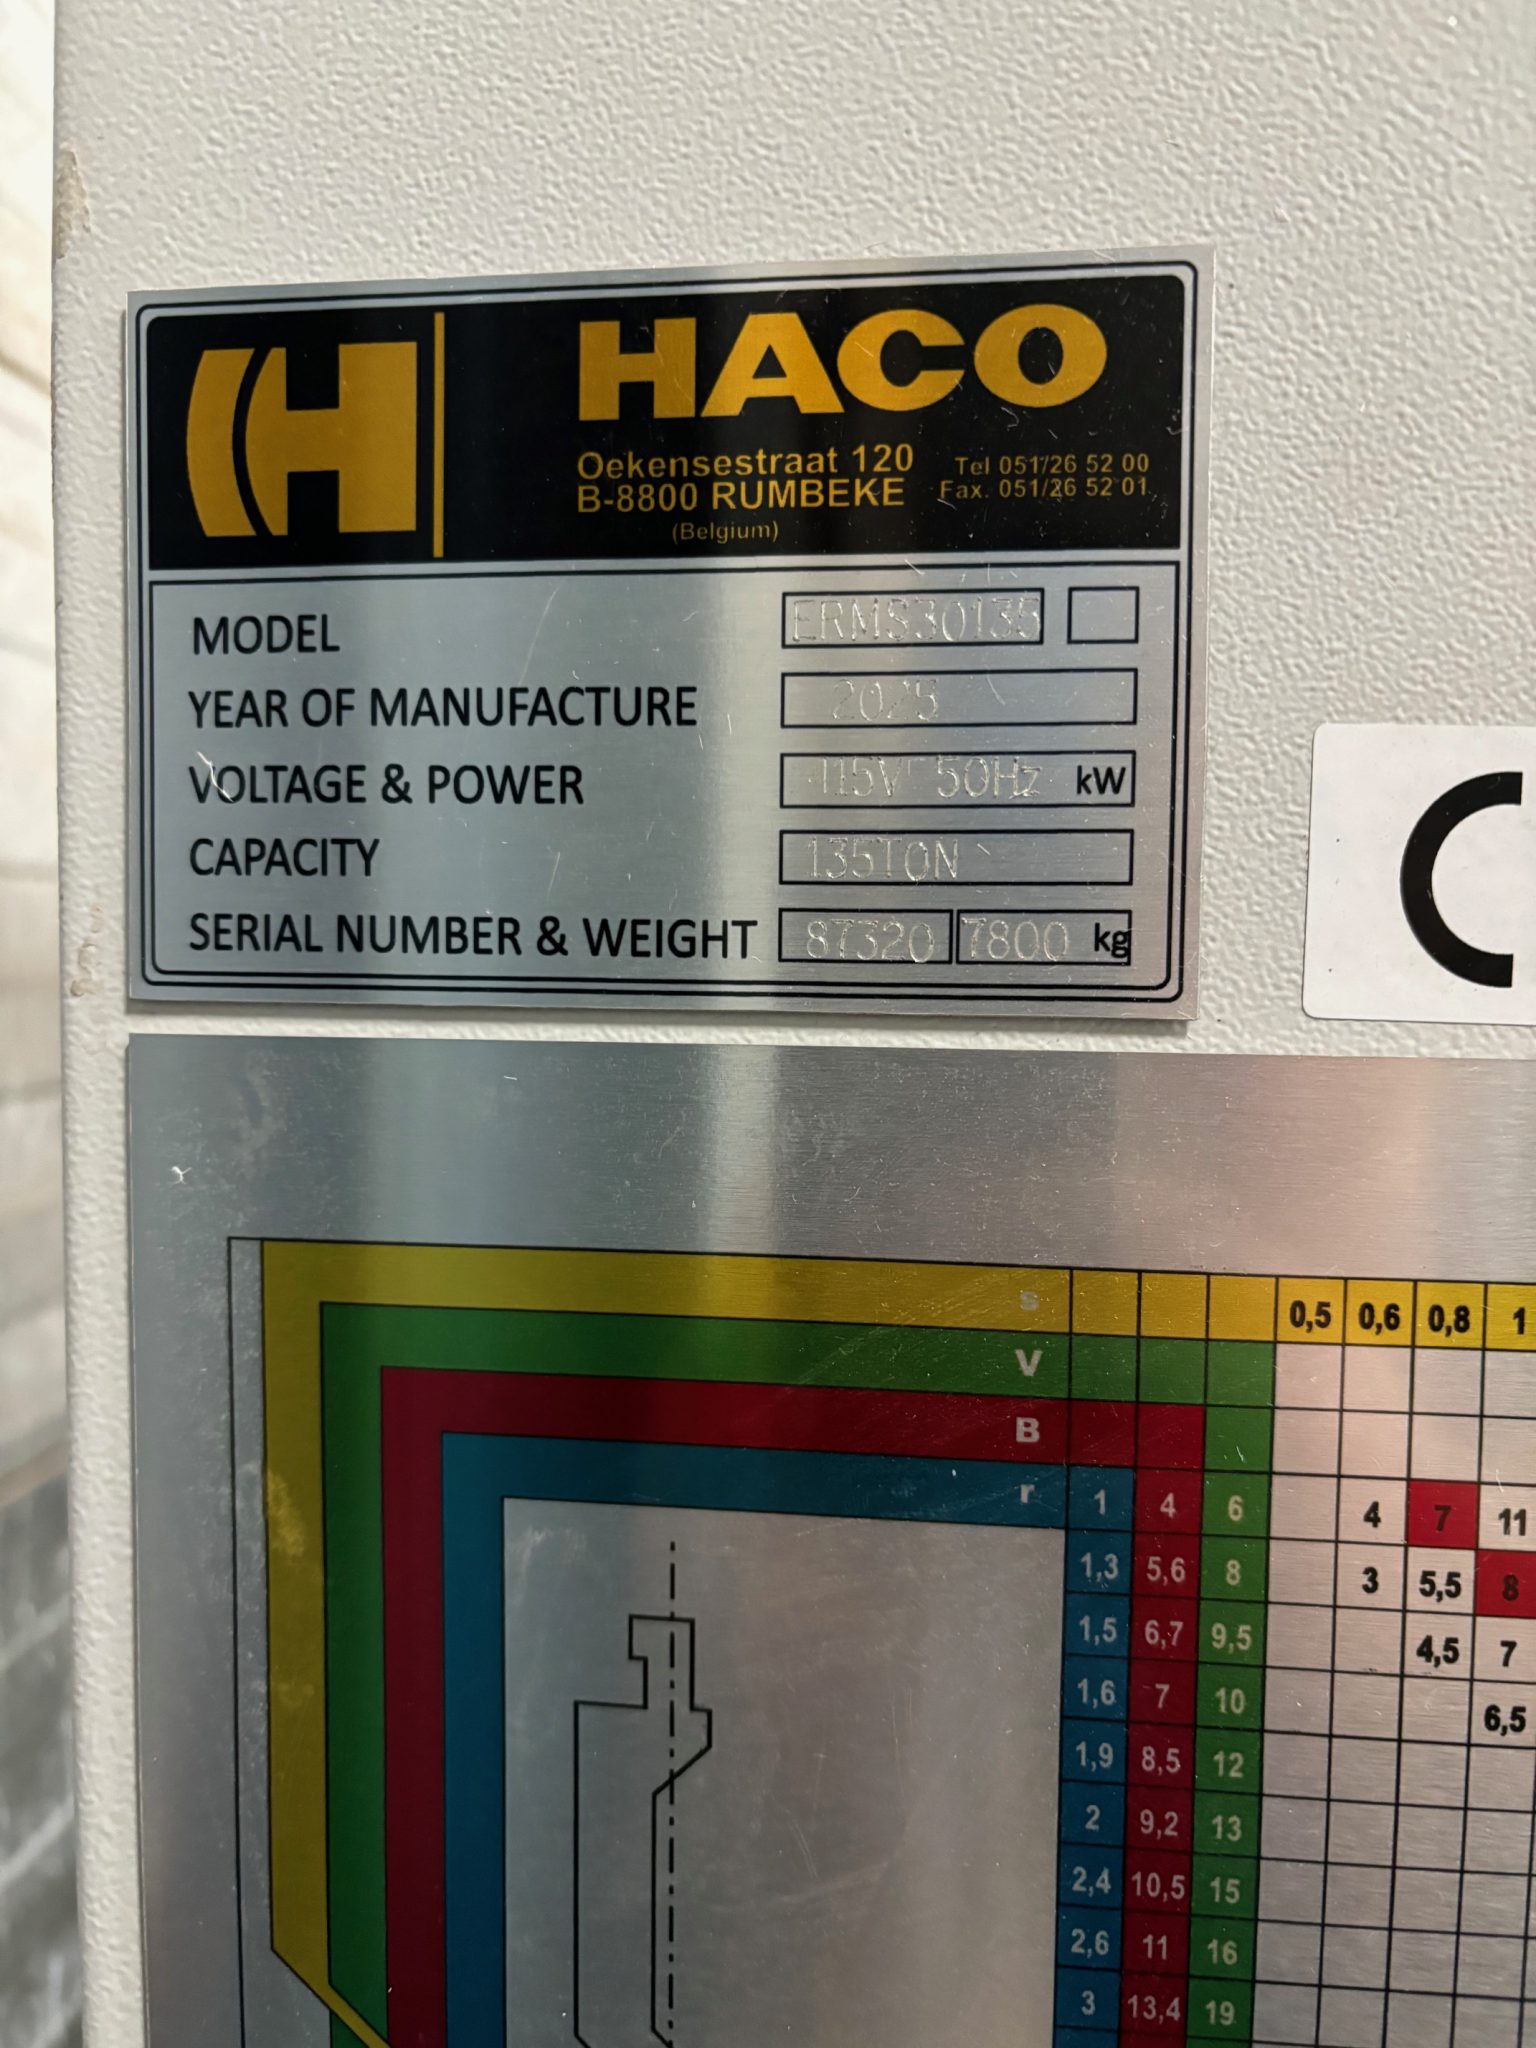 HACO
Oekensestraat 120 Tel 051/26 52 00
B-8800 RUMBEKE Fax. 051/26 52 01
(Belgium)
MODEL ERMS30135
YEAR OF MANUFACTURE 2025
VOLTAGE & POWER 415V 50Hz kW
CAPACITY 135TON
SERIAL NUMBER & WEIGHT 87320 7800 kg
s 0,5 0,6 0,8 1
V
B
r 1 4 6 4 7 11
1,3 5,6 8 3 5,5 8
1,5 6,7 9,5 4,5 7
1,6 7 10 6,5
1,9 8,5 12
2 9,2 13
2,4 10,5 15
2,6 11 16
3 13,4 19